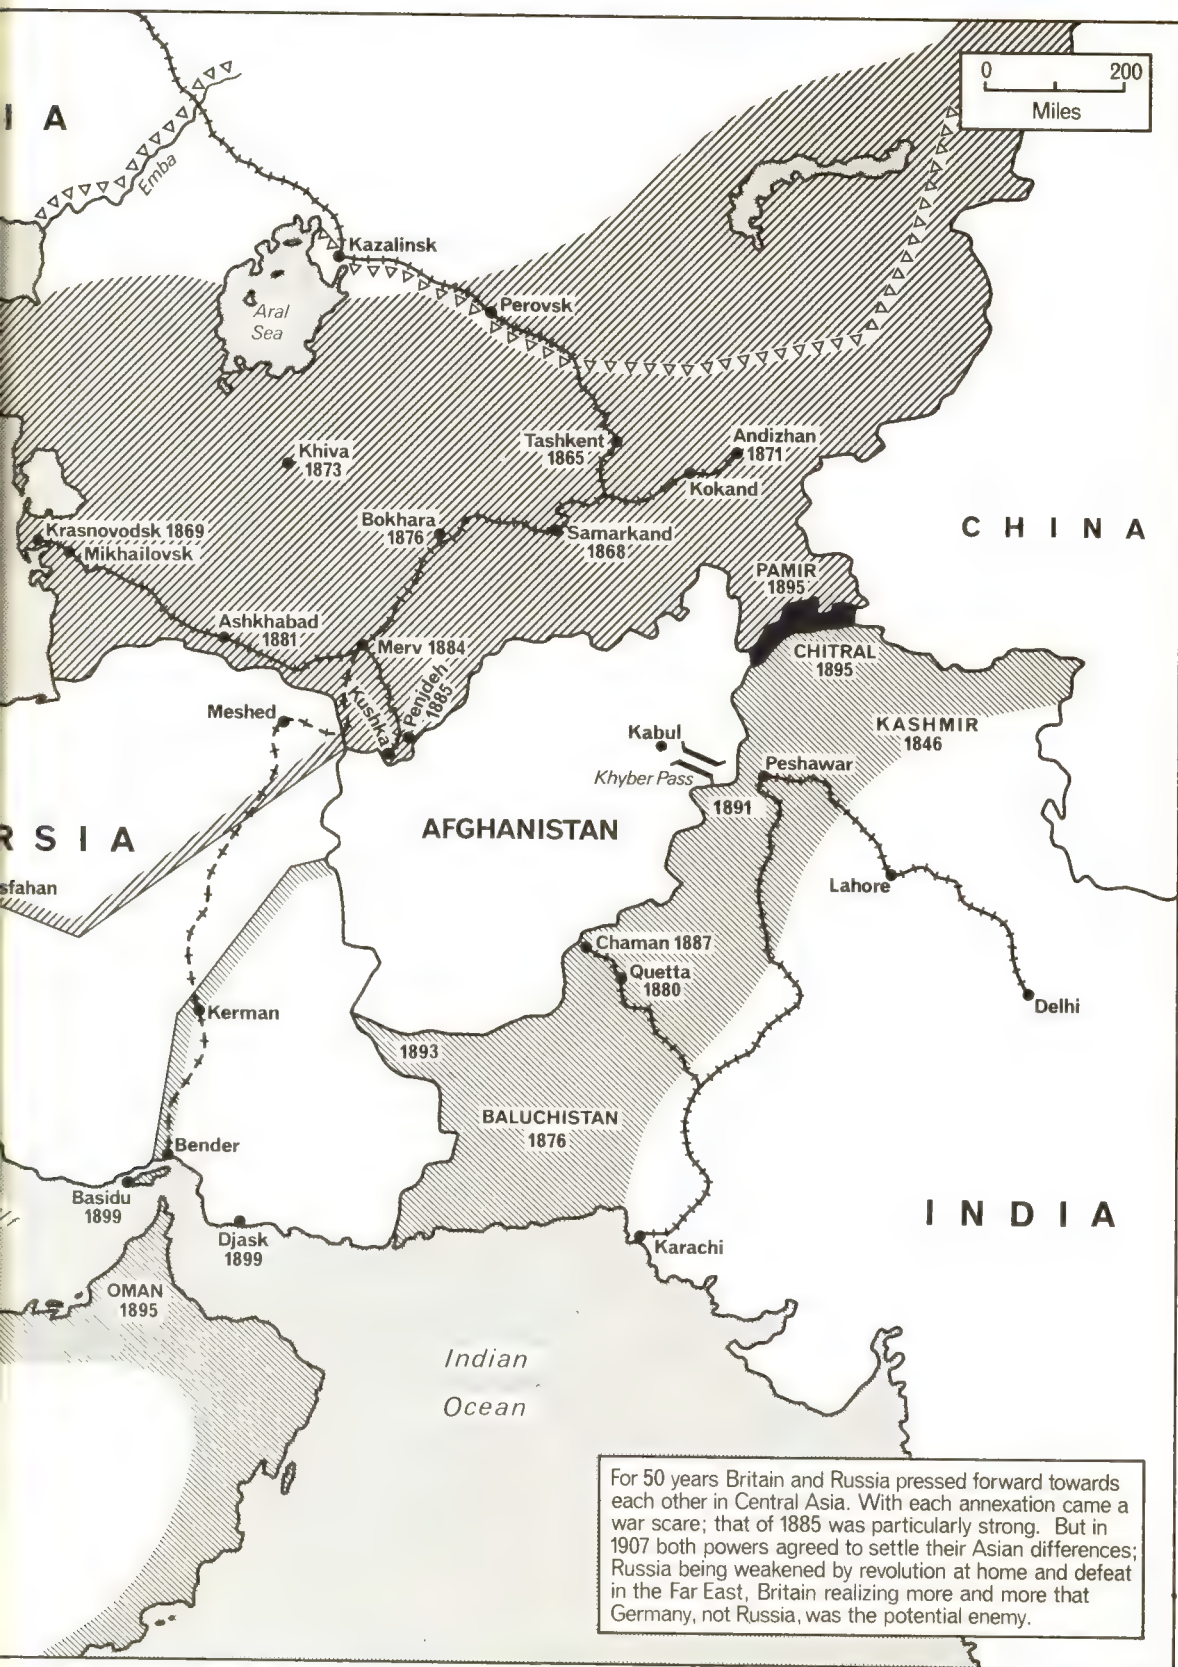 0 200
Miles
I A
Emba
Kazalinsk
Aral
Sea
Perovsk
Tashkent
1865
Andizhan
1871
Kokand
Khiva
1873
Krasnovodsk 1869
Mikhailovsk
Bokhara
1876
Samarkand
1868
CHINA
PAMIR
1895
Ashkhabad
1881
Merv 1884
CHITRAL
1895
Kushka
Penjdeh
1885
Meshed
KASHMIR
1846
Kabul
Khyber Pass
Peshawar
1891
RSIA
AFGHANISTAN
sfahan
Lahore
Chaman 1887
Quetta
1880
Kerman
Delhi
1893
BALUCHISTAN
1876
Bender
Basidu
1899
Djask
1899
INDIA
Karachi
OMAN
1895
Indian
Ocean
For 50 years Britain and Russia pressed forward towards
each other in Central Asia. With each annexation came a
war scare; that of 1885 was particularly strong. But in
1907 both powers agreed to settle their Asian differences;
Russia being weakened by revolution at home and defeat
in the Far East, Britain realizing more and more that
Germany, not Russia, was the potential enemy.